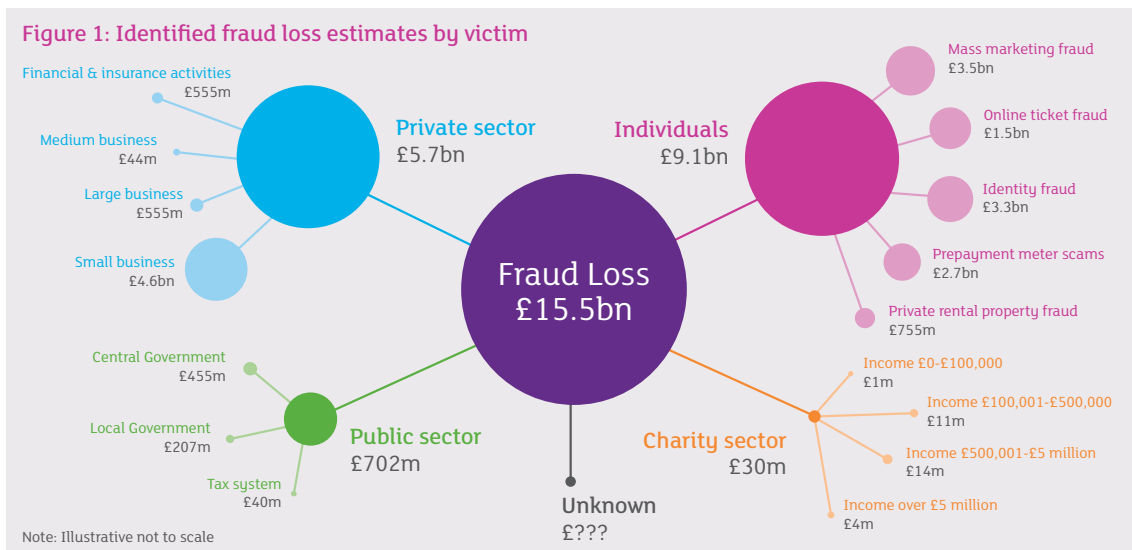 Figure 1: Identified fraud loss estimates by victim
Financial & insurance activities
£555m
Medium business
£44m
Large business
£555m
Small business
£4.6bn
Private sector
£5.7bn
Individuals
£9.1bn
Mass marketing fraud
£3.5bn
Online ticket fraud
£1.5bn
Identity fraud
£3.3bn
Prepayment meter scams
£2.7bn
Private rental property fraud
£755m
Fraud Loss
£15.5bn
Central Government
£455m
Local Government
£207m
Tax system
£40m
Public sector
£702m
Charity sector
£30m
Income £0-£100,000
£1m
Income £100,001-£500,000
£11m
Income £500,001-£5 million
£14m
Income over £5 million
£4m
Unknown
£???
Note: Illustrative not to scale